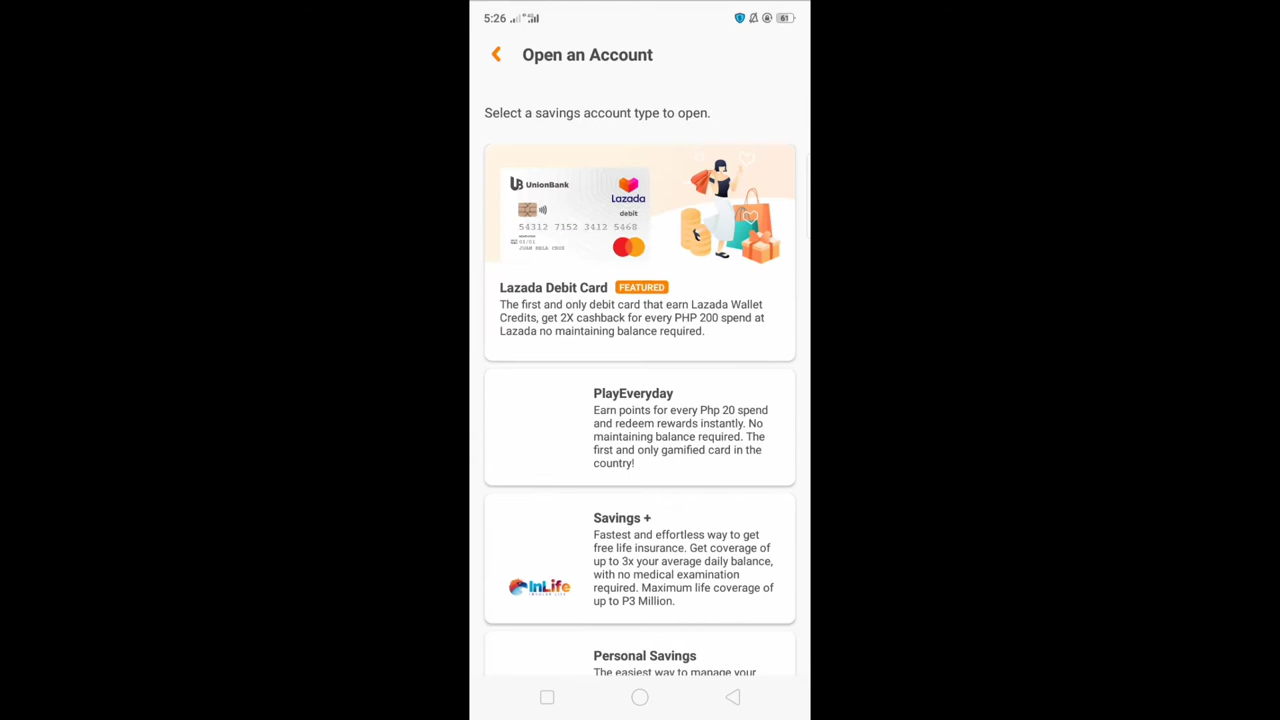 5:26
61
Open an Account
Select a savings account type to open.
UnionBank
Lazada
debit
54312 7152 3412 5468
JUAN DELA CRUZ
Lazada Debit Card FEATURED
The first and only debit card that earn Lazada Wallet
Credits, get 2X cashback for every PHP 200 spend at
Lazada no maintaining balance required.
PlayEveryday
Earn points for every Php 20 spend
and redeem rewards instantly. No
maintaining balance required. The
first and only gamified card in the
country!
Savings +
Fastest and effortless way to get
free life insurance. Get coverage of
up to 3x your average daily balance,
with no medical examination
required. Maximum life coverage of
up to P3 Million.
InLife
Personal Savings
The easiest way to manage your